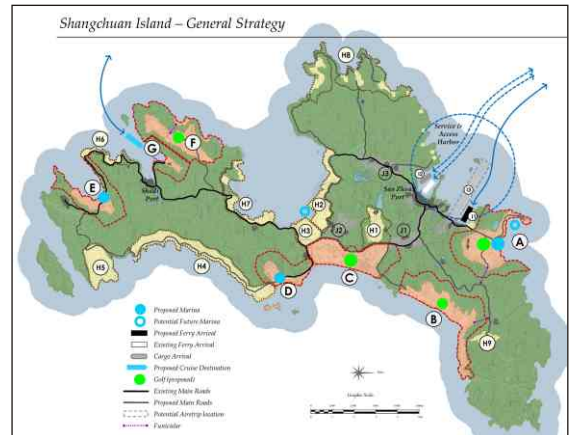 Shangchuan Island – General Strategy
H8
F
G
H6
Service &
Access
Harbor
J3
E
Port
San Zhou
Port
H7
H2
H3
J2
H1
J1
A
H5
H4
C
D
B
H9
Proposed Marina
Potential Future Marina
Proposed Ferry Arrival
Existing Ferry Arrival
Cargo Arrival
Proposed Cruise Destination
Golf (proposed)
Existing Main Roads
Proposed Main Roads
Potential Airstrip location
Funicular
Graphic Scale